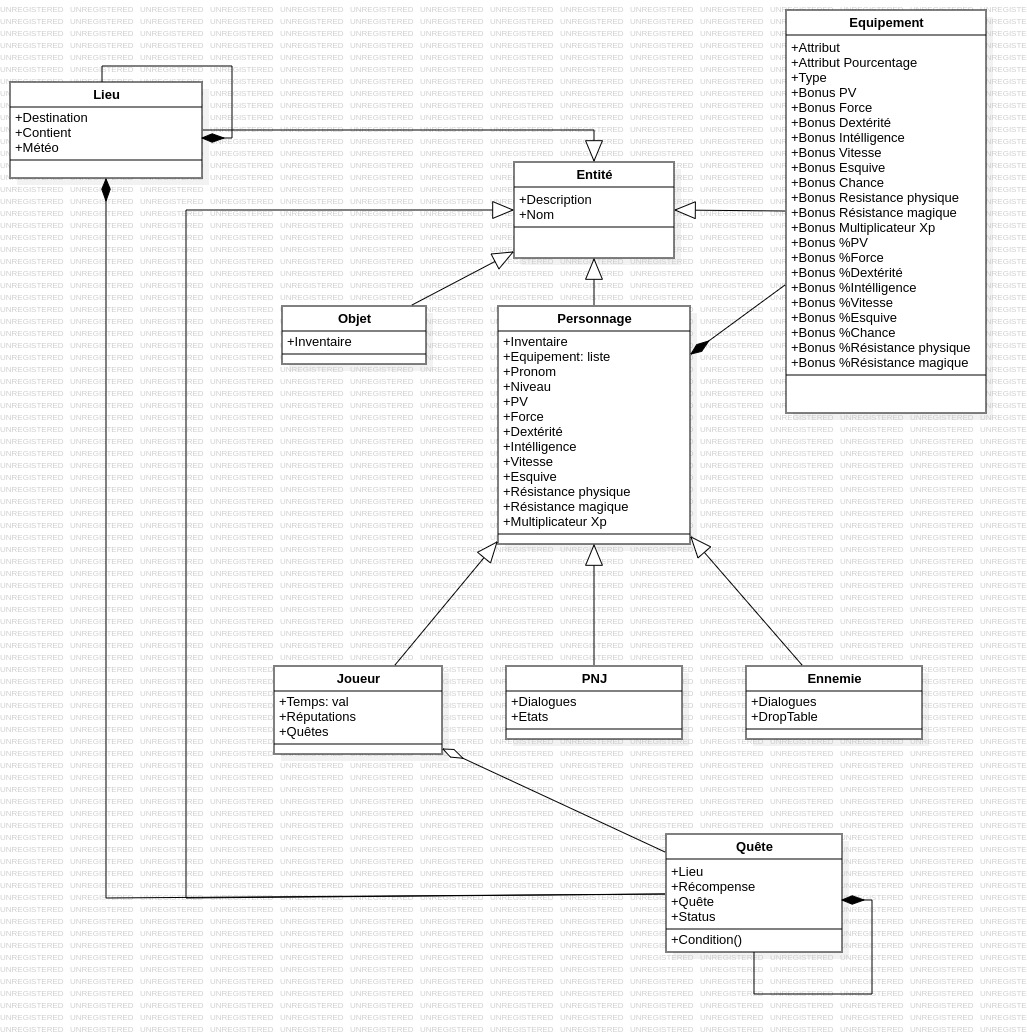 Equipement
+Attribut
+Attribut Pourcentage
+Type
+Bonus PV
+Bonus Force
+Bonus Dextérité
+Bonus Intélligence
+Bonus Vitesse
+Bonus Esquive
+Bonus Chance
+Bonus Resistance physique
+Bonus Résistance magique
+Bonus Multiplicateur Xp
+Bonus %PV
+Bonus %Force
+Bonus %Dextérité
+Bonus %Intélligence
+Bonus %Vitesse
+Bonus %Esquive
+Bonus %Chance
+Bonus %Résistance physique
+Bonus %Résistance magique
Lieu
+Destination
+Contient
+Météo
Entité
+Description
+Nom
Objet
+Inventaire
Personnage
+Inventaire
+Equipement: liste
+Pronom
+Niveau
+PV
+Force
+Dextérité
+Intélligence
+Vitesse
+Esquive
+Résistance physique
+Résistance magique
+Multiplicateur Xp
Joueur
+Temps: val
+Réputations
+Quêtes
PNJ
+Dialogues
+Etats
Ennemie
+Dialogues
+DropTable
Quête
+Lieu
+Récompense
+Quête
+Status
+Condition()
UNREGISTERED